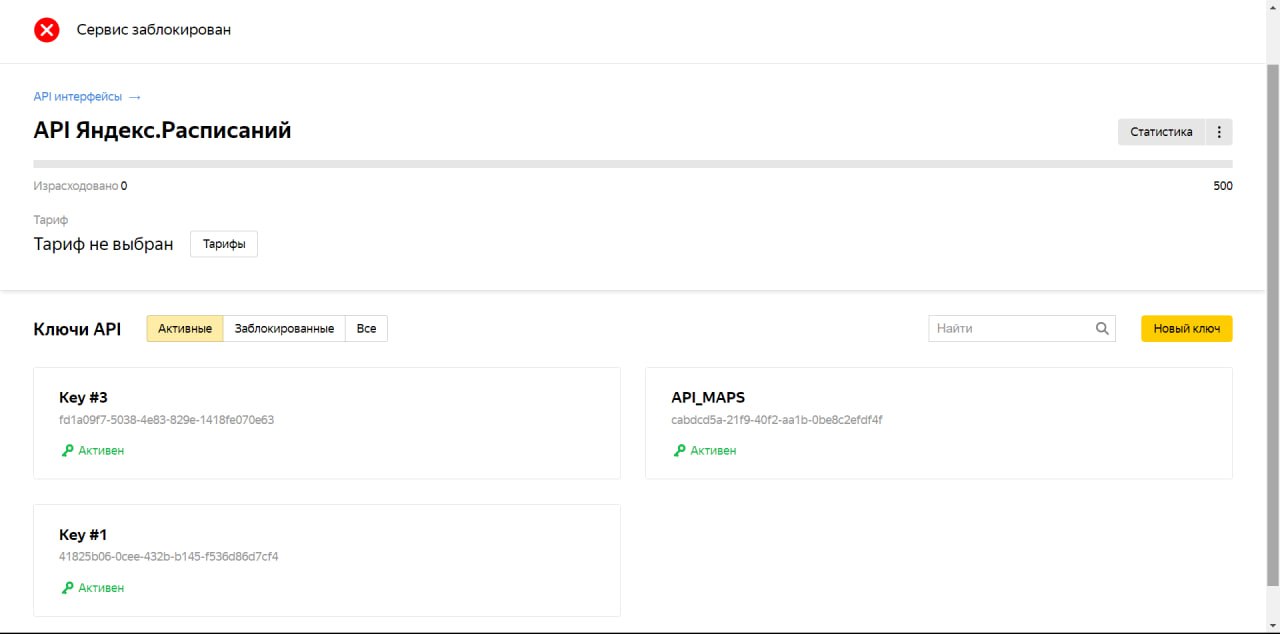 Сервис заблокирован
API интерфейсы →
API Яндекс.Расписаний
Статистика
Израсходовано 0
500
Тариф
Тариф не выбран
Тарифы
Ключи API
Активные
Заблокированные
Все
Найти
Новый ключ
Key #3
fd1a09f7-5038-4e83-829e-1418fe070e63
Активен
API_MAPS
cabdcd5a-21f9-40f2-aa1b-0be8c2efdf4f
Активен
Key #1
41825b06-0cee-432b-b145-f536d86d7cf4
Активен